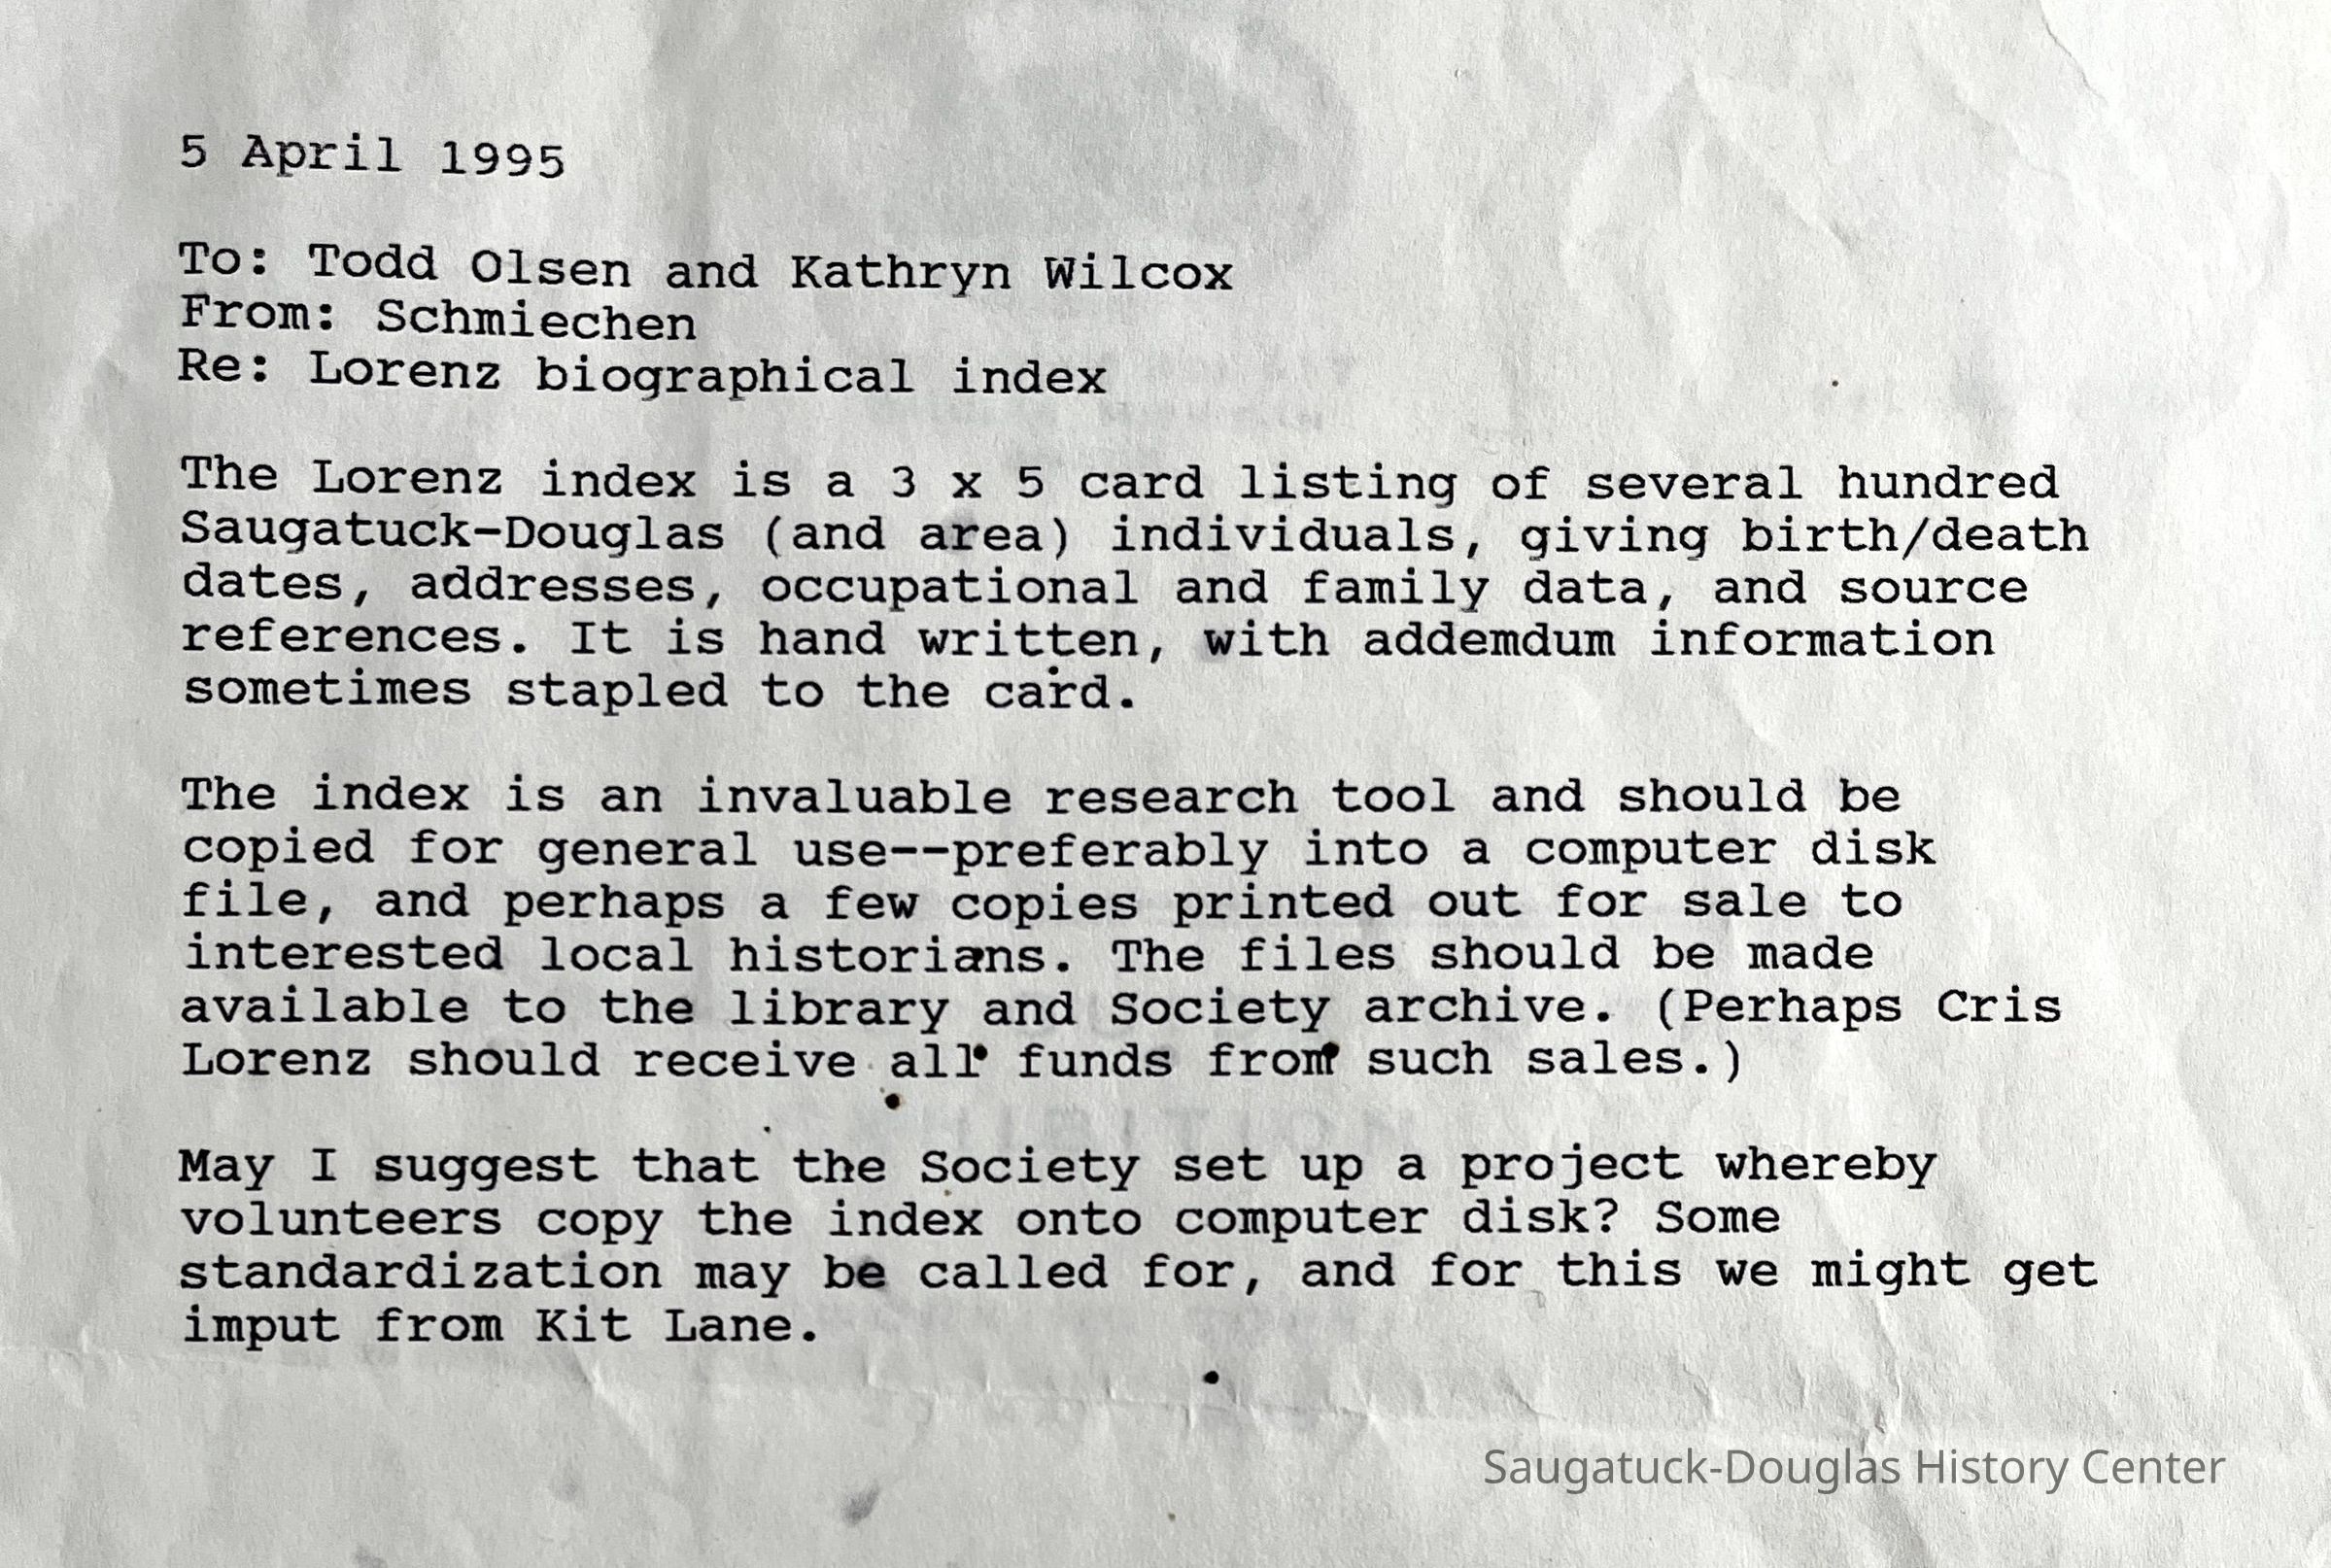 5 April 1995
To: Todd Olsen and Kathryn Wilcox
From: Schmiechen
Re: Lorenz biographical index
The Lorenz index is a 3 x 5 card listing of several hundred
Saugatuck-Douglas (and area) individuals, giving birth/death
dates, addresses, occupational and family data, and source
references. It is hand written, with addemdum information
sometimes stapled to the card.
The index is an invaluable research tool and should be
copied for general use--preferably into a computer disk
file, and perhaps a few copies printed out for sale to
interested local historians. The files should be made
available to the library and Society archive. (Perhaps Cris
Lorenz should receive all funds from such sales.)
May I suggest that the Society set up a project whereby
volunteers copy the index onto computer disk? Some
standardization may be called for, and for this we might get
imput from Kit Lane.
Saugatuck-Douglas History Center